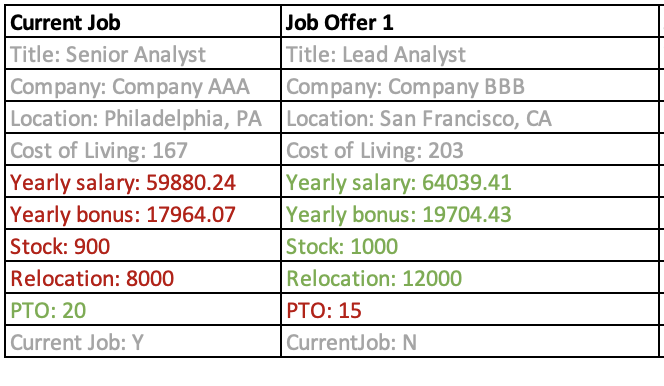 Current Job
Job Offer 1
Title: Senior Analyst
Title: Lead Analyst
Company: Company AAA
Company: Company BBB
Location: Philadelphia, PA
Location: San Francisco, CA
Cost of Living: 167
Cost of Living: 203
Yearly salary: 59880.24
Yearly salary: 64039.41
Yearly bonus: 17964.07
Yearly bonus: 19704.43
Stock: 900
Stock: 1000
Relocation: 8000
Relocation: 12000
PTO: 20
PTO: 15
Current Job: Y
CurrentJob: N